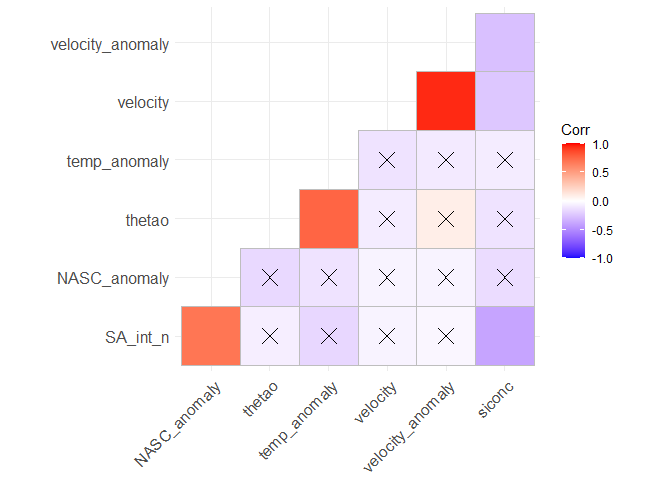 velocity_anomaly
velocity
temp_anomaly
thetao
NASC_anomaly
SA_int_n
NASC_anomaly
thetao
temp_anomaly
velocity
velocity_anomaly
siconc
Corr
1.0
0.5
0.0
-0.5
-1.0